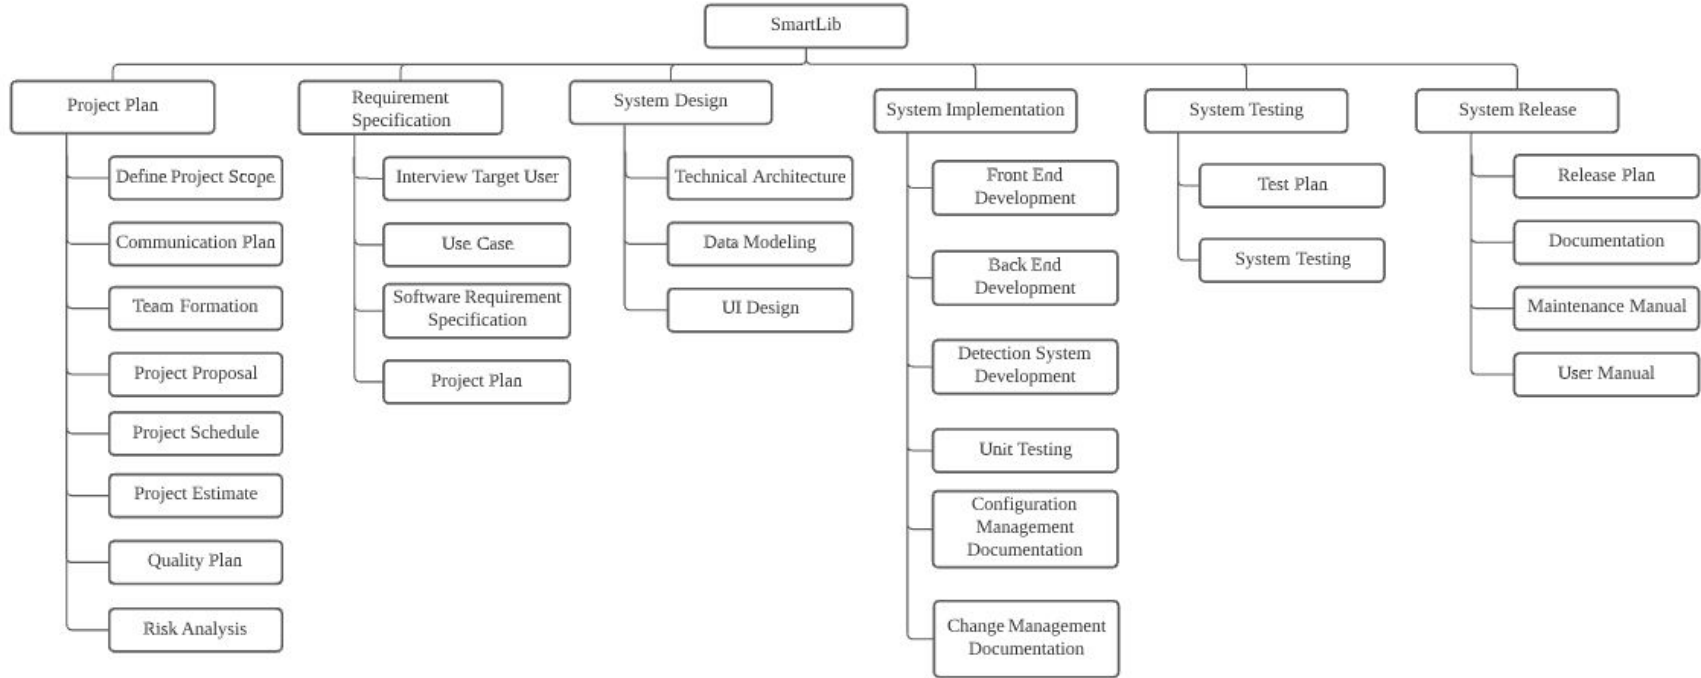 SmartLib
Project Plan
Define Project Scope
Communication Plan
Team Formation
Project Proposal
Project Schedule
Project Estimate
Quality Plan
Risk Analysis
Requirement
Specification
Interview Target User
Use Case
Software Requirement
Specification
Project Plan
System Design
Technical Architecture
Data Modeling
UI Design
System Implementation
Front End
Development
Back End
Development
Detection System
Development
Unit Testing
Configuration
Management
Documentation
Change Management
Documentation
System Testing
Test Plan
System Testing
System Release
Release Plan
Documentation
Maintenance Manual
User Manual